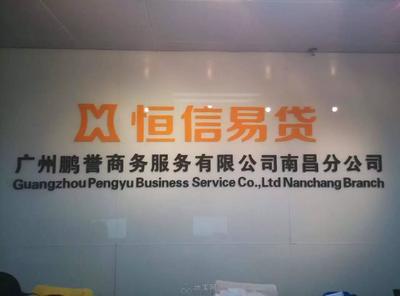 恒信易贷
广州鹏誉商务服务有限公司南昌分公司
Guangzhou Pengyu Business Service Co.,Ltd Nanchang Branch